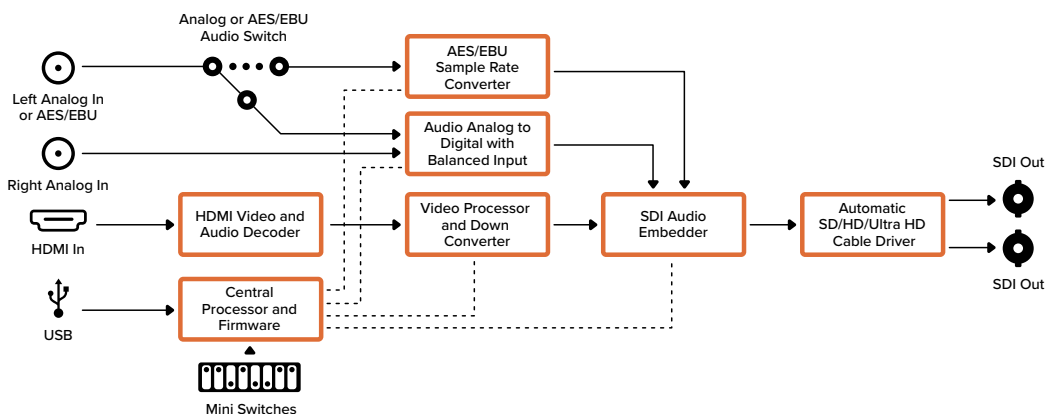 Analog or AES/EBU
Audio Switch
Left Analog In
or AES/EBU
AES/EBU
Sample Rate
Converter
Audio Analog to
Digital with
Balanced Input
Right Analog In
HDMI In
HDMI Video and
Audio Decoder
Video Processor
and Down
Converter
SDI Audio
Embedder
Automatic
SD/HD/Ultra HD
Cable Driver
SDI Out
SDI Out
USB
Central
Processor and
Firmware
Mini Switches